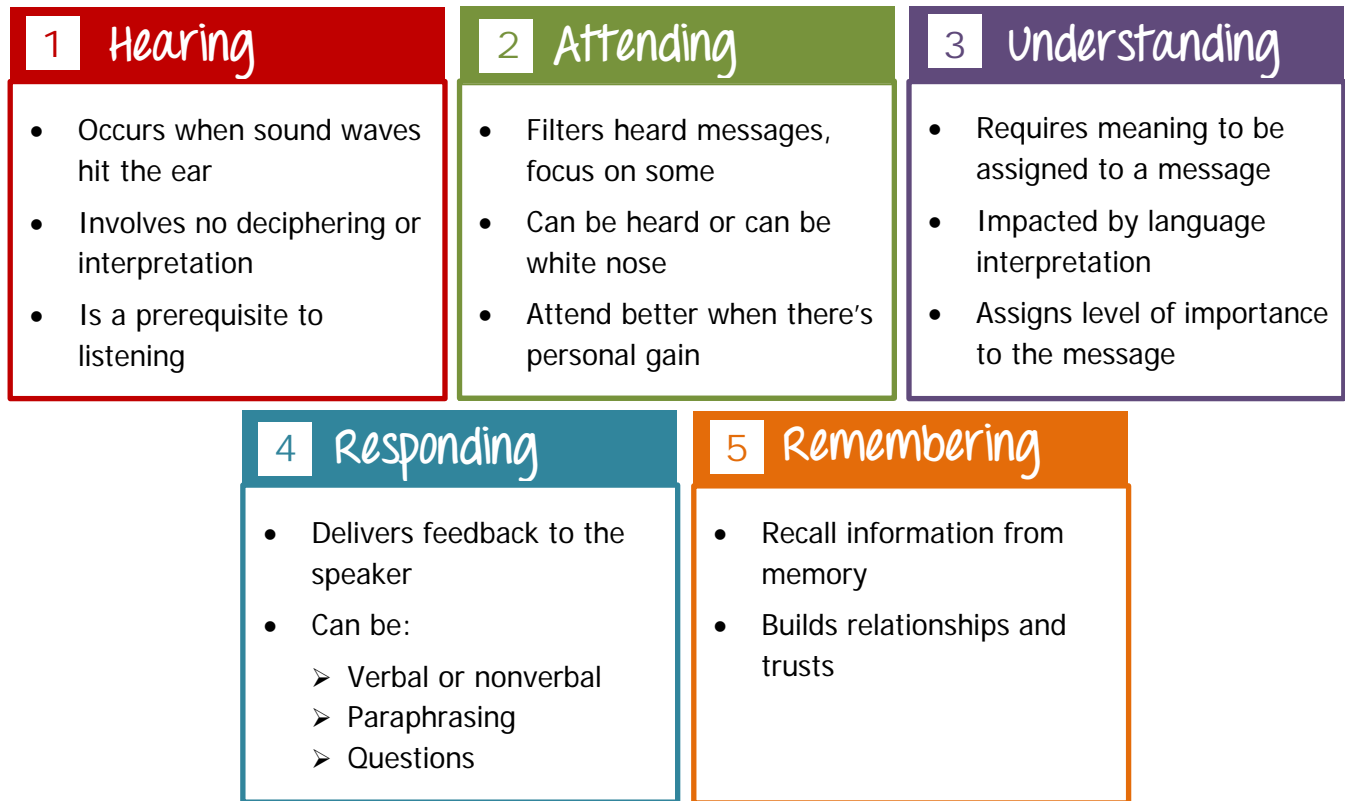 1 Hearing
• Occurs when sound waves
hit the ear
• Involves no deciphering or
interpretation
• Is a prerequisite to
listening
2 Attending
• Filters heard messages,
focus on some
• Can be heard or can be
white nose
• Attend better when there's
personal gain
3 Understanding
• Requires meaning to be
assigned to a message
• Impacted by language
interpretation
• Assigns level of importance
to the message
4 Responding
• Delivers feedback to the
speaker
• Can be:
➢ Verbal or nonverbal
➢ Paraphrasing
➢ Questions
5 Remembering
• Recall information from
memory
• Builds relationships and
trusts